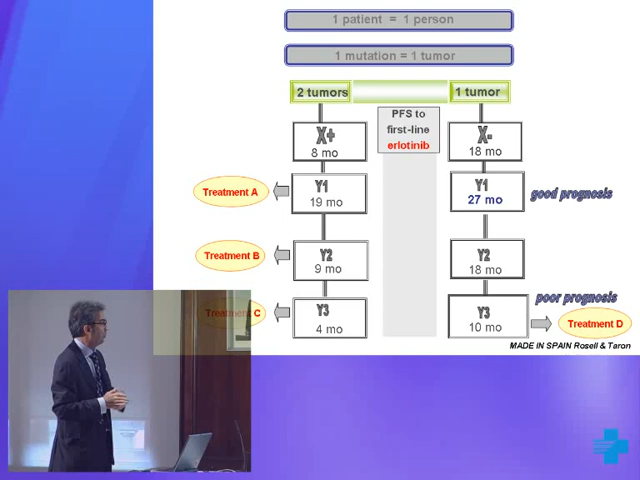 1 patient = 1 person
1 mutation = 1 tumor
2 tumors
1 tumor
PFS to
first-line
erlotinib
X+
8 mo
X-
18 mo
Treatment A
Y1
19 mo
Y1
27 mo
good prognosis
Treatment B
Y2
9 mo
Y2
18 mo
poor prognosis
Treatment C
Y3
4 mo
Y3
10 mo
Treatment D
MADE IN SPAIN Rosell & Taron